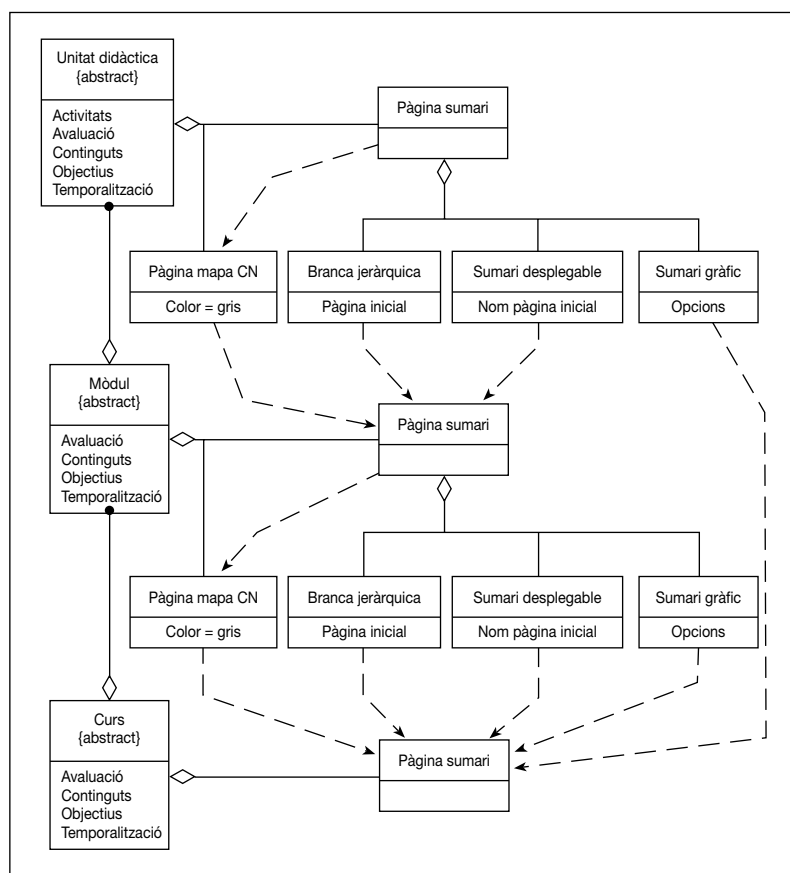 Unitat didàctica
{abstract}
Activitats
Avaluació
Continguts
Objectius
Temporalització
Pàgina sumari
Pàgina mapa CN
Color = gris
Branca jeràrquica
Pàgina inicial
Sumari desplegable
Nom pàgina inicial
Sumari gràfic
Opcions
Mòdul
{abstract}
Avaluació
Continguts
Objectius
Temporalització
Pàgina sumari
Pàgina mapa CN
Color = gris
Branca jeràrquica
Pàgina inicial
Sumari desplegable
Nom pàgina inicial
Sumari gràfic
Opcions
Curs
{abstract}
Avaluació
Continguts
Objectius
Temporalització
Pàgina sumari